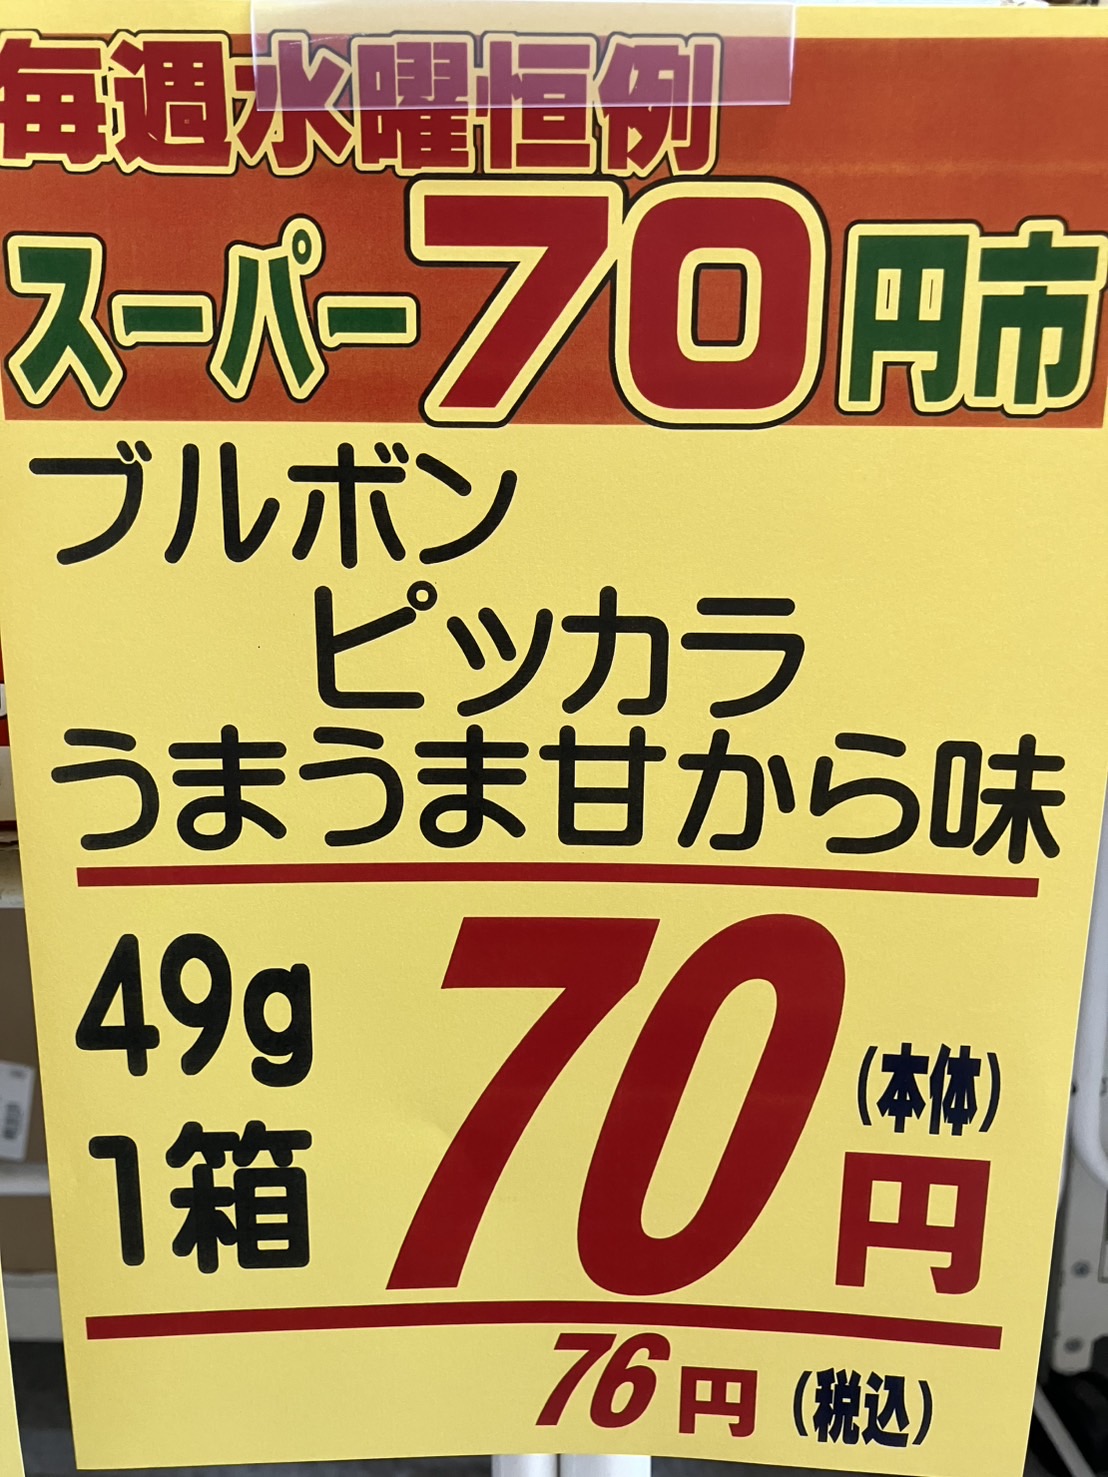 毎週水曜恒例
スーパー70円市
ブルボン
ピッカラ
うまうま甘から味
49g
1箱
70円
(本体)
76円(税込)